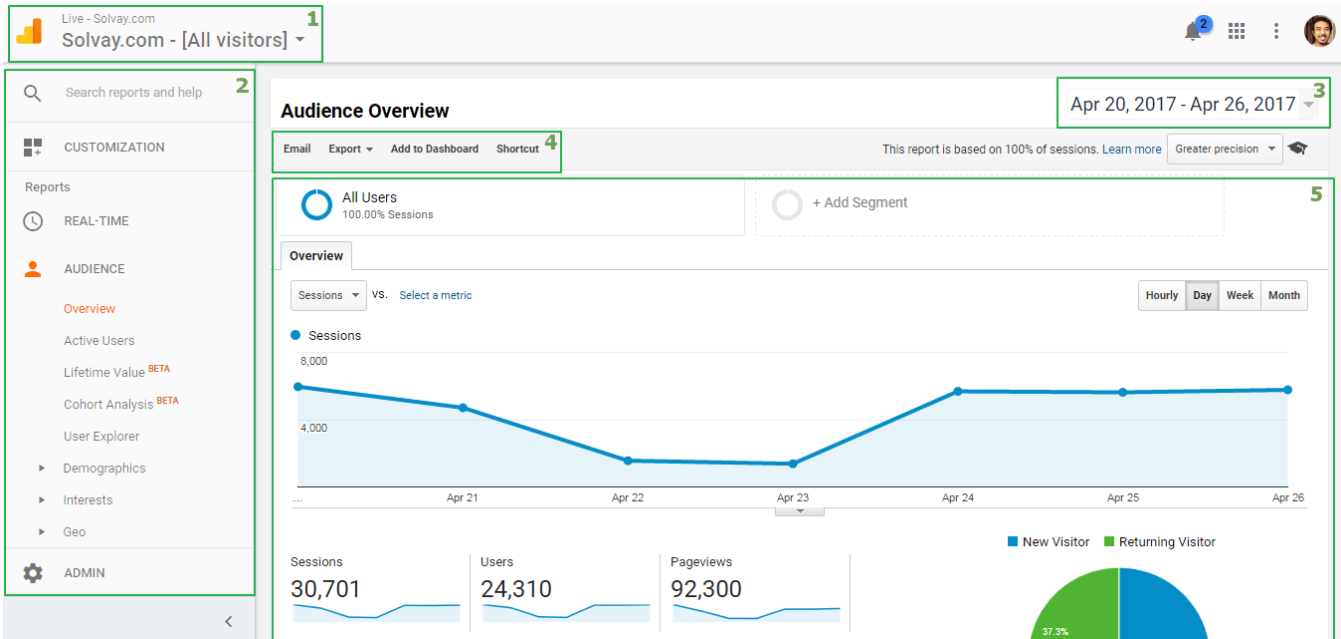 Live - Solvay.com
1
Solvay.com - [All visitors]
2
Search reports and help
2
CUSTOMIZATION
Reports
REAL-TIME
AUDIENCE
Overview
Active Users
Lifetime Value BETA
Cohort Analysis BETA
User Explorer
Demographics
Interests
Geo
ADMIN
Audience Overview
Apr 20, 2017 - Apr 26, 2017
3
Email Export Add to Dashboard Shortcut
4
This report is based on 100% of sessions. Learn more Greater precision
5
All Users
100.00% Sessions
+ Add Segment
Overview
Sessions VS. Select a metric
Hourly Day Week Month
Sessions
8,000
4,000
... Apr 21 Apr 22 Apr 23 Apr 24 Apr 25 Apr 26
New Visitor Returning Visitor
Sessions Users Pageviews
30,701 24,310 92,300
37.3%